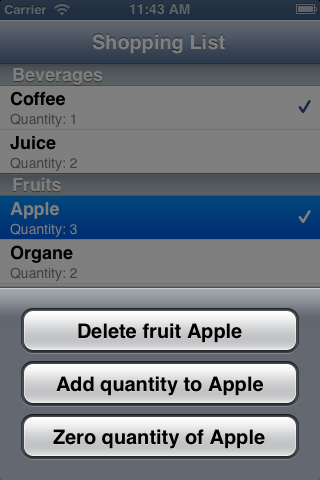 Carrier 11:43 AM
Shopping List
Beverages
Coffee
Quantity: 1
Juice
Quantity: 2
Fruits
Apple
Quantity: 3
Organe
Quantity: 2
Delete fruit Apple
Add quantity to Apple
Zero quantity of Apple